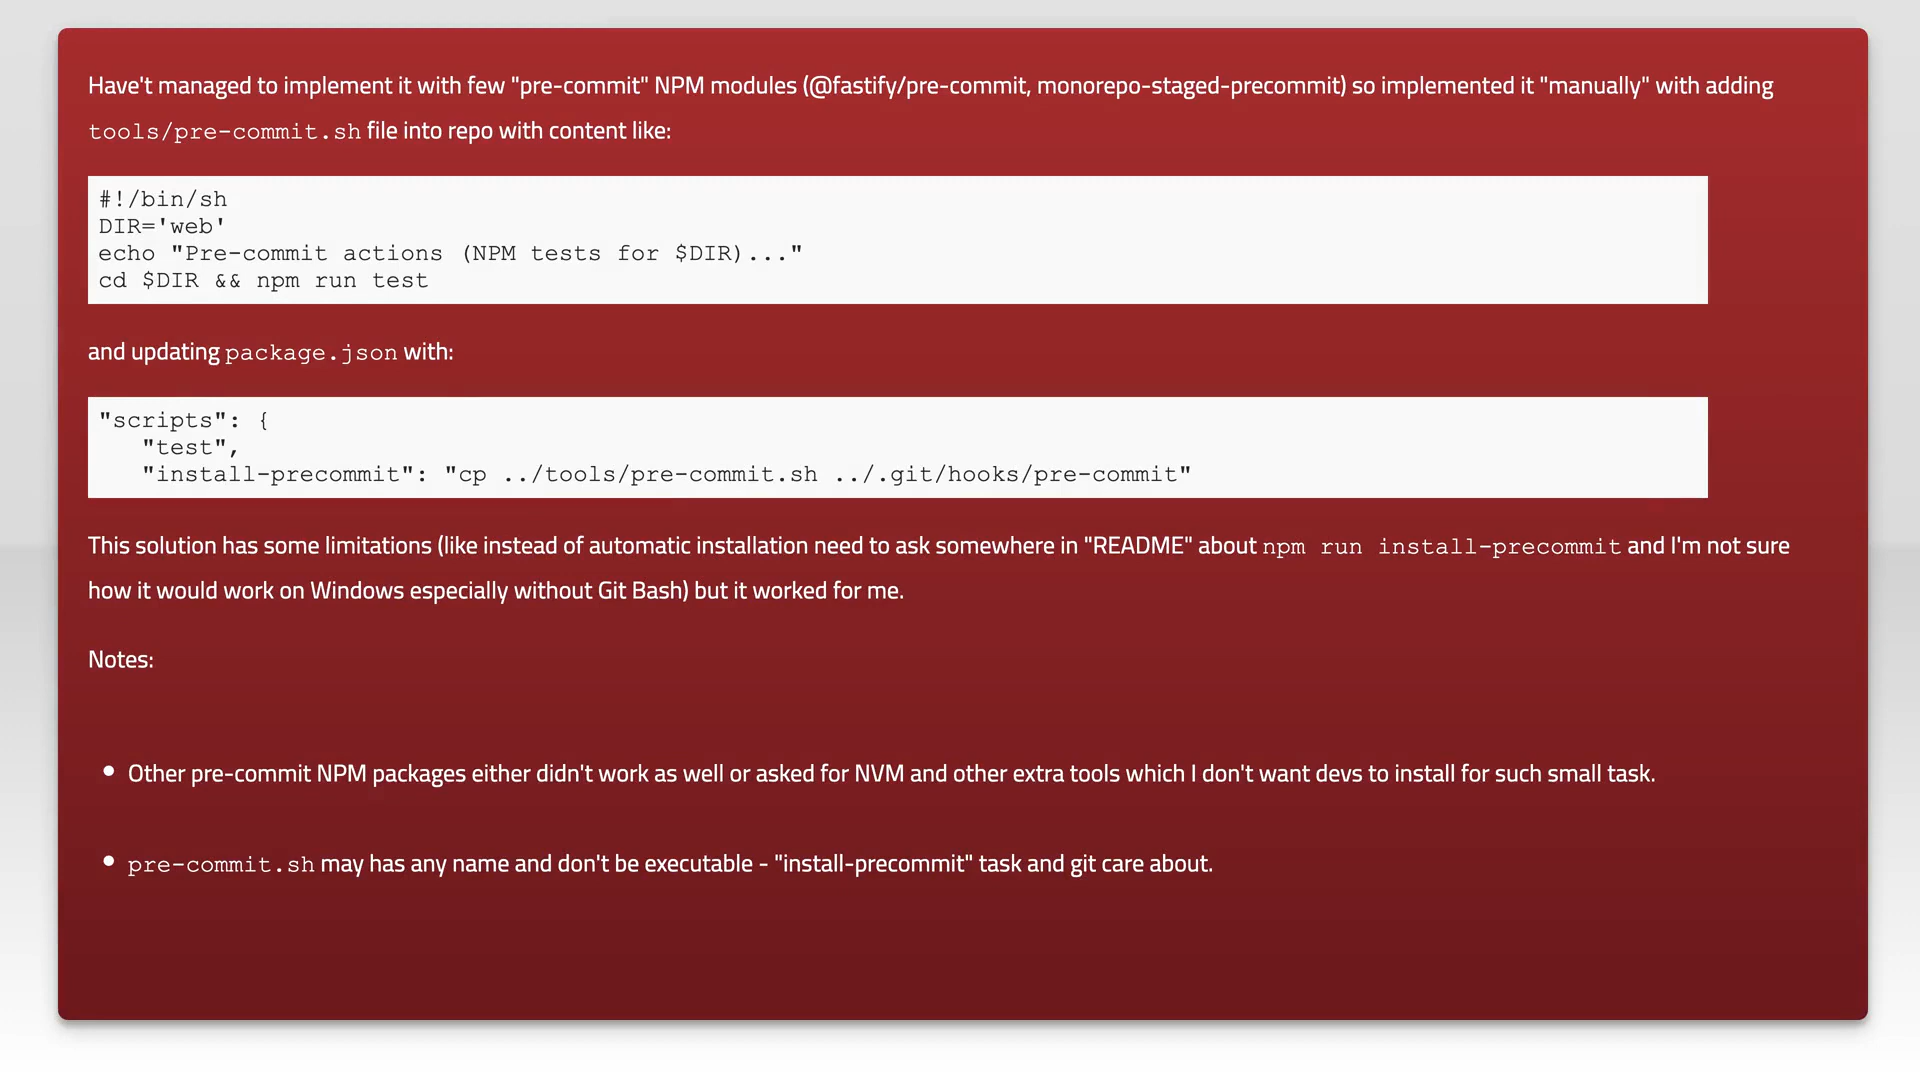 Have't managed to implement it with few "pre-commit" NPM modules (@fastify/pre-commit, monorepo-staged-precommit) so implemented it "manually" with adding
tools/pre-commit.sh file into repo with content like:
#!/bin/sh
DIR='web'
echo "Pre-commit actions (NPM tests for $DIR)..."
cd $DIR && npm run test
and updating package.json with:
"scripts": {
   "test",
   "install-precommit": "cp ../tools/pre-commit.sh ../.git/hooks/pre-commit"
This solution has some limitations (like instead of automatic installation need to ask somewhere in "README" about npm run install-precommit and I'm not sure
how it would work on Windows especially without Git Bash) but it worked for me.
Notes:
• Other pre-commit NPM packages either didn't work as well or asked for NVM and other extra tools which I don't want devs to install for such small task.
• pre-commit.sh may has any name and don't be executable - "install-precommit" task and git care about.